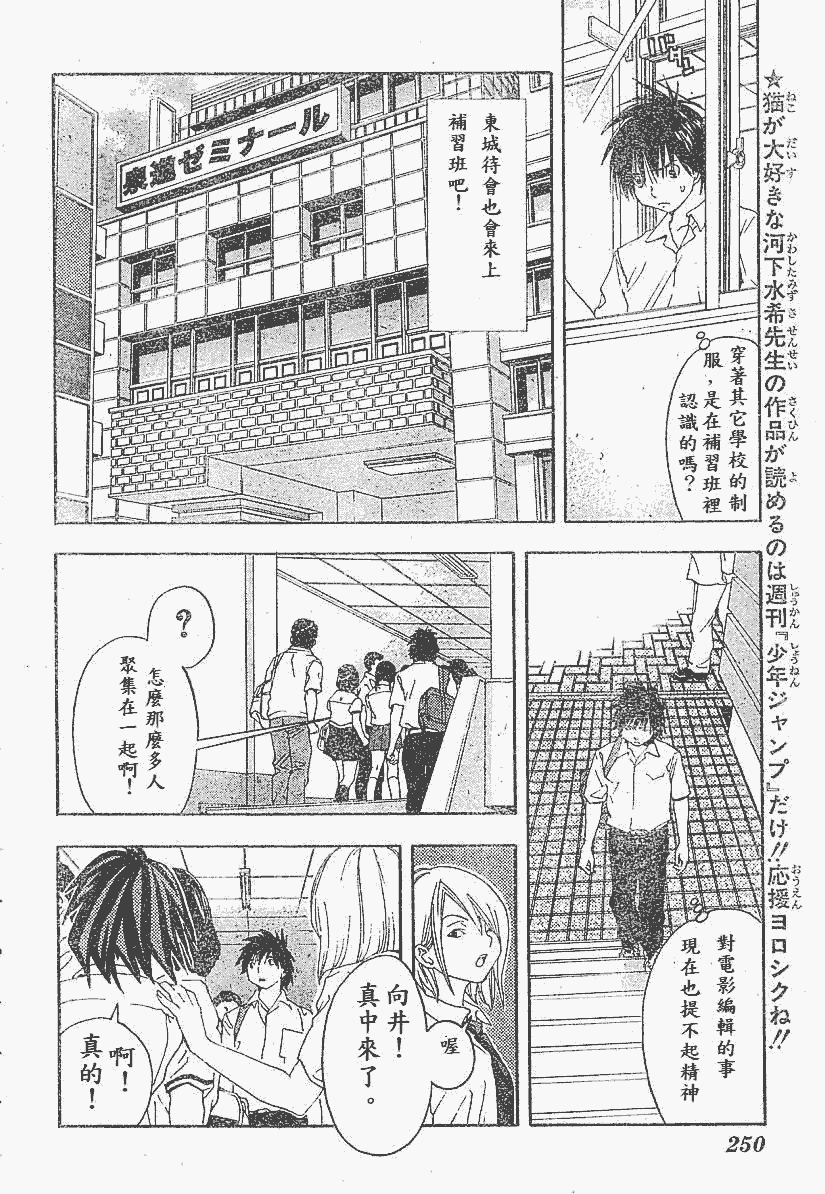 ☆猫が大好きな河下水希先生の作品が読めるのは週刊『少年ジャンプ』だけ!!応援ヨロシクね!!
穿著其它學校的制
服,是在補習班裡
認識的嗎?
東城待會也會來上
補習班吧!
東進ゼミナール
對電影編輯的事
現在也提不起精神
?
怎麼那麼多人
聚集在一起啊!
喔
向井!
真中來了。
啊!
真的!
250